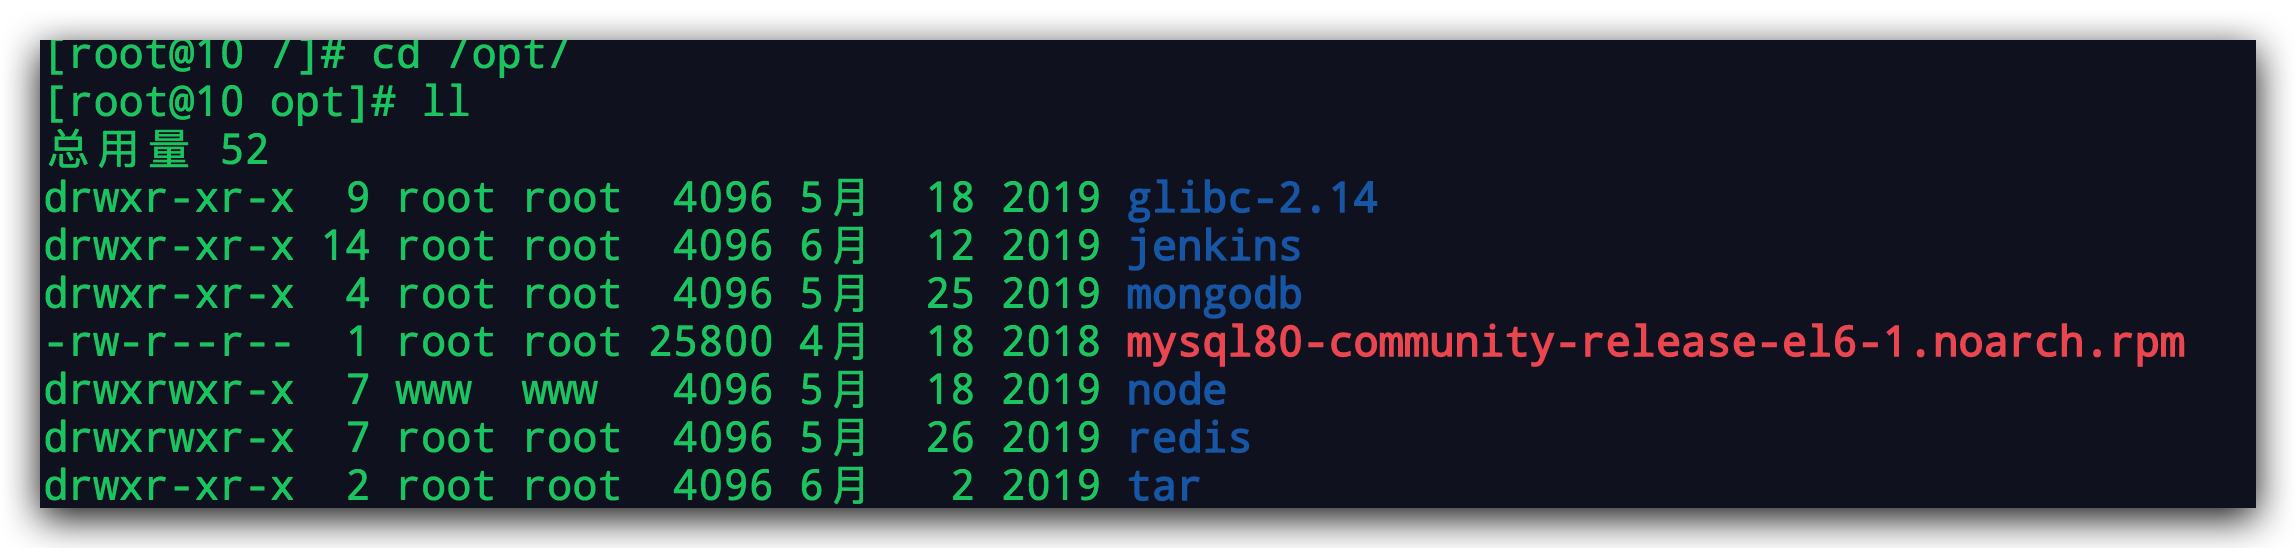 [root@10 /]# cd /opt/
[root@10 opt]# ll
总用量 52
drwxr-xr-x  9 root root  4096 5月  18 2019 glibc-2.14
drwxr-xr-x 14 root root  4096 6月  12 2019 jenkins
drwxr-xr-x  4 root root  4096 5月  25 2019 mongodb
-rw-r--r--  1 root root 25800 4月  18 2018 mysql80-community-release-el6-1.noarch.rpm
drwxrwxr-x  7 www  www   4096 5月  18 2019 node
drwxrwxr-x  7 root root  4096 5月  26 2019 redis
drwxr-xr-x  2 root root  4096 6月   2 2019 tar